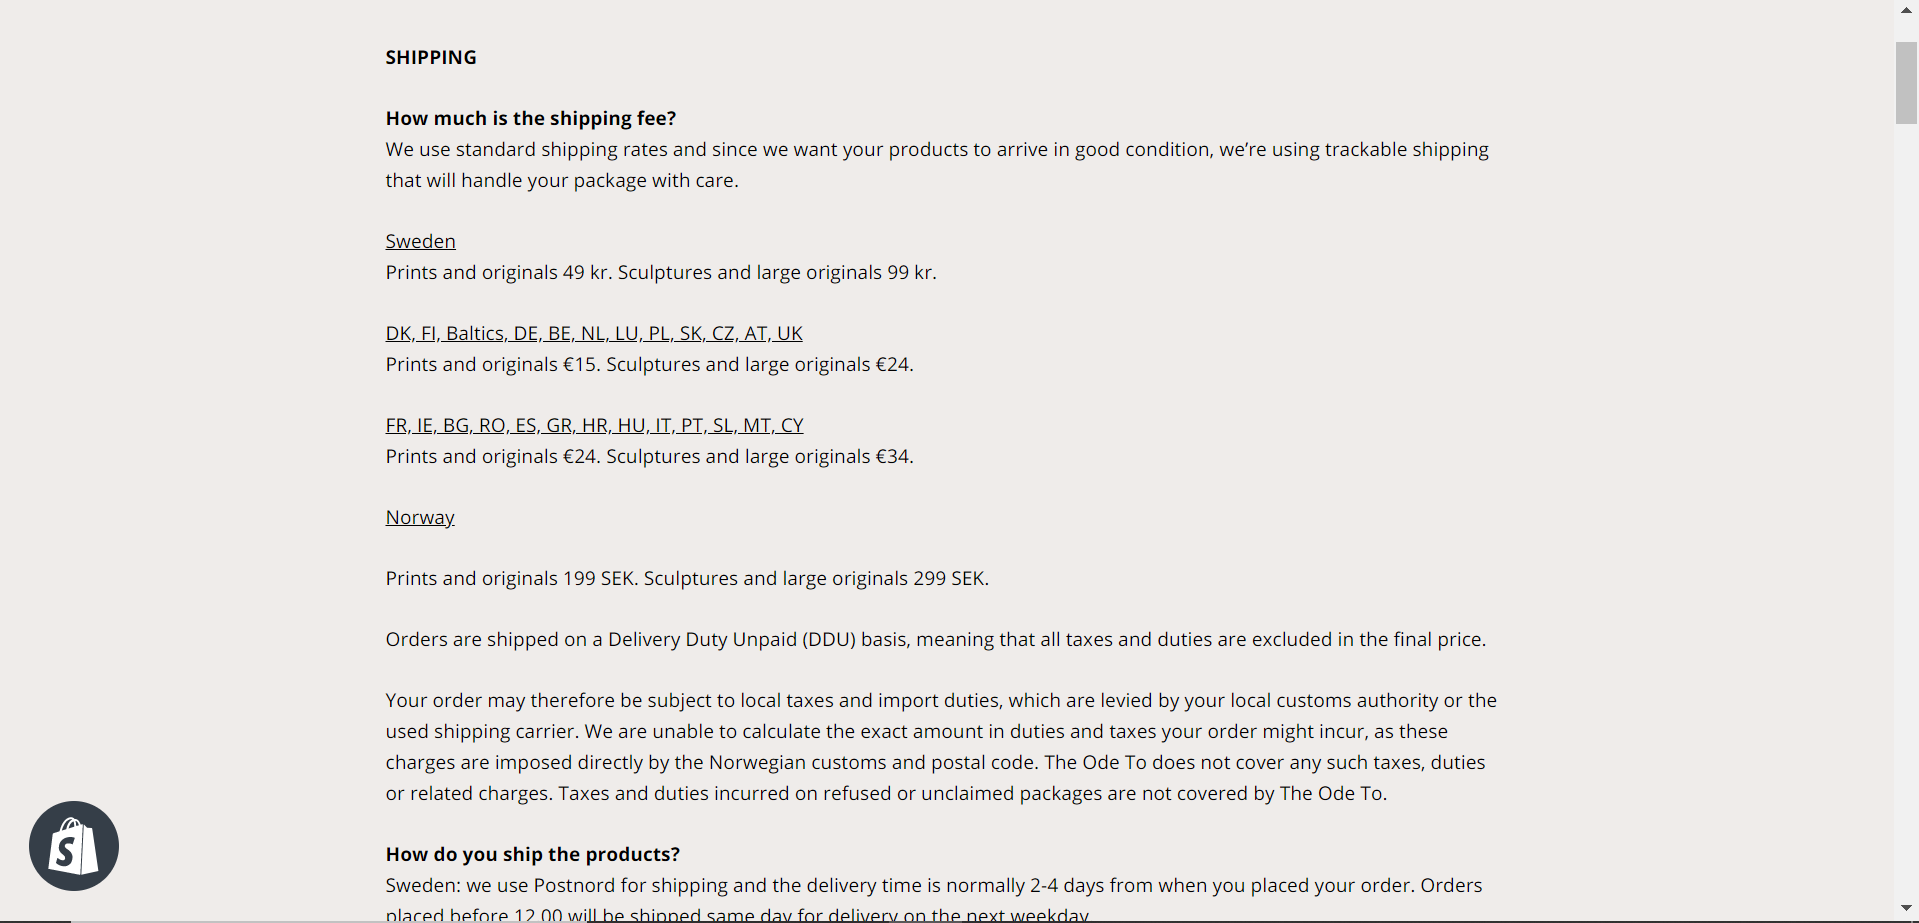 SHIPPING
How much is the shipping fee?
We use standard shipping rates and since we want your products to arrive in good condition, we’re using trackable shipping
that will handle your package with care.
Sweden
Prints and originals 49 kr. Sculptures and large originals 99 kr.
DK, FI, Baltics, DE, BE, NL, LU, PL, SK, CZ, AT, UK
Prints and originals €15. Sculptures and large originals €24.
FR, IE, BG, RO, ES, GR, HR, HU, IT, PT, SL, MT, CY
Prints and originals €24. Sculptures and large originals €34.
Norway
Prints and originals 199 SEK. Sculptures and large originals 299 SEK.
Orders are shipped on a Delivery Duty Unpaid (DDU) basis, meaning that all taxes and duties are excluded in the final price.
Your order may therefore be subject to local taxes and import duties, which are levied by your local customs authority or the
used shipping carrier. We are unable to calculate the exact amount in duties and taxes your order might incur, as these
charges are imposed directly by the Norwegian customs and postal code. The Ode To does not cover any such taxes, duties
or related charges. Taxes and duties incurred on refused or unclaimed packages are not covered by The Ode To.
How do you ship the products?
Sweden: we use Postnord for shipping and the delivery time is normally 2-4 days from when you placed your order. Orders
placed before 12.00 will be shipped same day for delivery on the next weekday